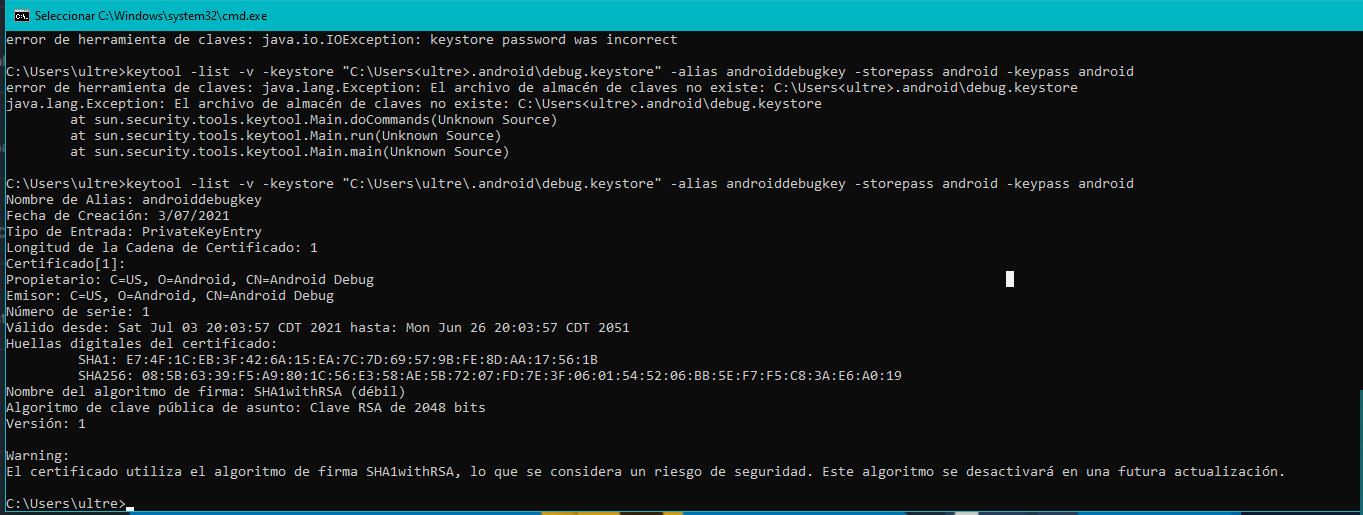 Seleccionar C:\Windows\system32\cmd.exe
error de herramienta de claves: java.io.IOException: keystore password was incorrect
C:\Users\ultre>keytool -list -v -keystore "C:\Users<ultre>.android\debug.keystore" -alias androiddebugkey -storepass android -keypass android
error de herramienta de claves: java.lang.Exception: El archivo de almacén de claves no existe: C:\Users<ultre>.android\debug.keystore
java.lang.Exception: El archivo de almacén de claves no existe: C:\Users<ultre>.android\debug.keystore
at sun.security.tools.keytool.Main.doCommands(Unknown Source)
at sun.security.tools.keytool.Main.run(Unknown Source)
at sun.security.tools.keytool.Main.main(Unknown Source)
C:\Users\ultre>keytool -list -v -keystore "C:\Users\ultre\.android\debug.keystore" -alias androiddebugkey -storepass android -keypass android
Nombre de Alias: androiddebugkey
Fecha de Creación: 3/07/2021
Tipo de Entrada: PrivateKeyEntry
Longitud de la Cadena de Certificado: 1
Certificado[1]:
Propietario: C=US, O=Android, CN=Android Debug
Emisor: C=US, O=Android, CN=Android Debug
Número de serie: 1
Válido desde: Sat Jul 03 20:03:57 CDT 2021 hasta: Mon Jun 26 20:03:57 CDT 2051
Huellas digitales del certificado:
SHA1: E7:4F:1C:EB:3F:42:6A:15:EA:7C:7D:69:57:9B:FE:8D:AA:17:56:1B
SHA256: 08:5B:63:39:F5:A9:80:1C:56:E3:58:AE:5B:72:07:FD:7E:3F:06:01:54:52:06:BB:5E:F7:F5:C8:3A:E6:A0:19
Nombre del algoritmo de firma: SHA1withRSA (débil)
Algoritmo de clave pública de asunto: Clave RSA de 2048 bits
Versión: 1
Warning:
El certificado utiliza el algoritmo de firma SHA1withRSA, lo que se considera un riesgo de seguridad. Este algoritmo se desactivará en una futura actualización.
C:\Users\ultre>